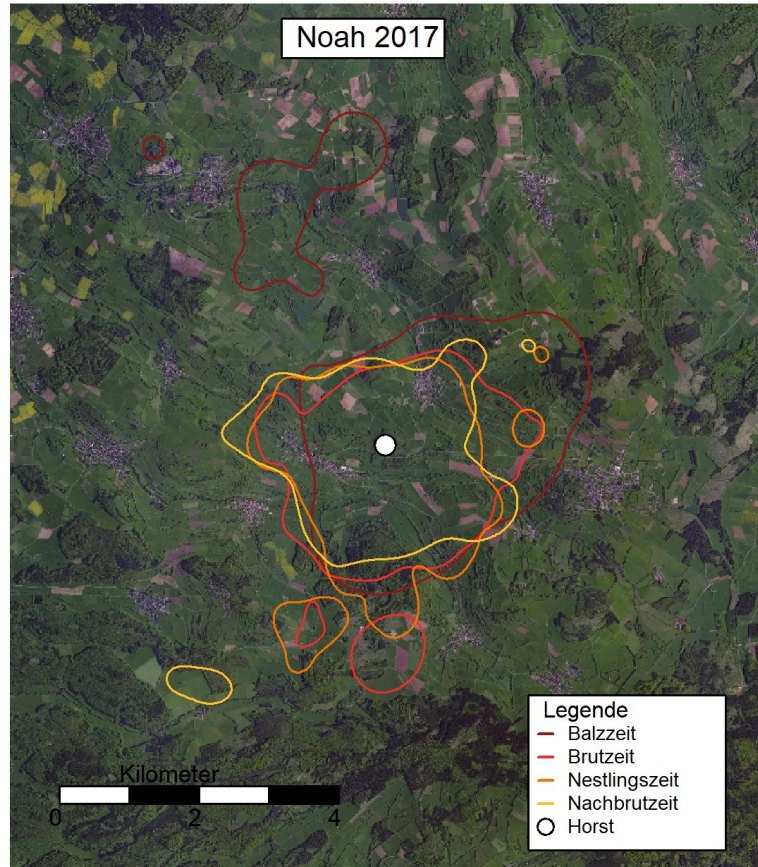 Noah 2017
Legende
Balzzeit
Brutzeit
Nestlingszeit
Nachbrutzeit
Horst
Kilometer
0 2 4